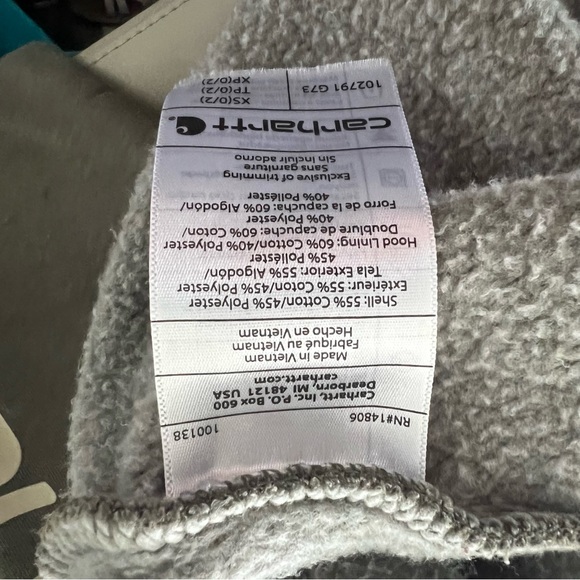 RN#14806 100138
Carhartt, Inc. P.O. Box 600
Dearborn, MI 48121 USA
carhartt.com
Made in Vietnam
Fabriqué au Vietnam
Hecho en Vietnam
Shell: 55% Cotton/45% Polyester
Extérieur: 55% Coton/45% Polyester
Tela Exterior: 55% Algodón/
45% Poliéster
Hood Lining: 60% Cotton/40% Polyester
Doublure de capuche: 60% Coton/
40% Polyester
Forro de la capucha: 60% Algodón/
40% Poliéster
Exclusive of trimming
Sans garniture
Sin incluir adorno
carhartt
102791 G73
XS(0/2)
TP(0/2)
XP(0/2)